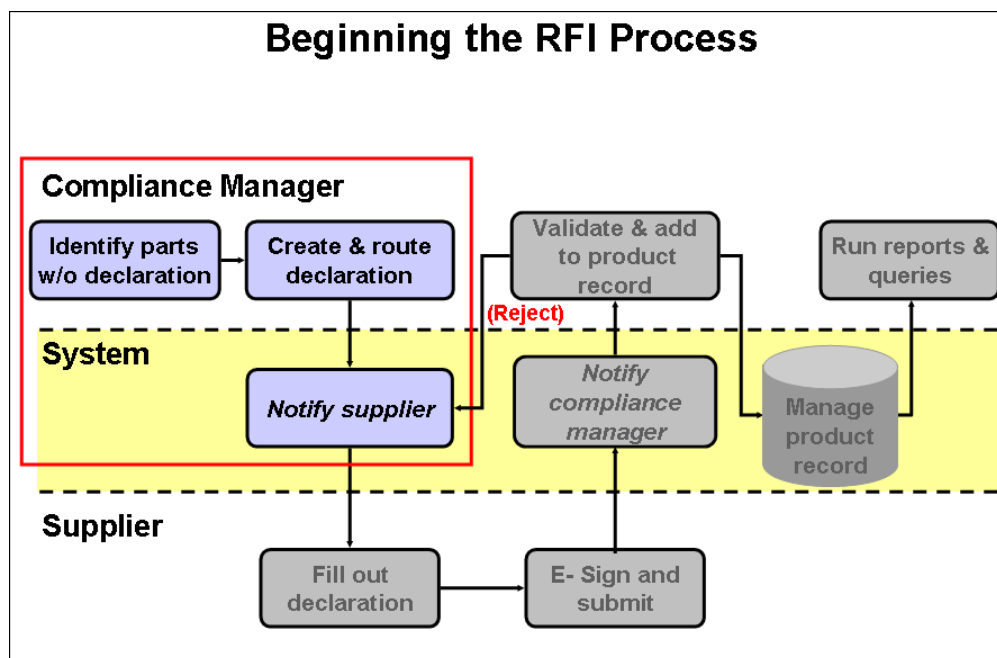 Beginning the RFI Process
Compliance Manager
Identify parts
w/o declaration
Create & route
declaration
Validate & add
to product
record
Run reports &
queries
(Reject)
System
Notify supplier
Notify
compliance
manager
Manage
product
record
Supplier
Fill out
declaration
E- Sign and
submit